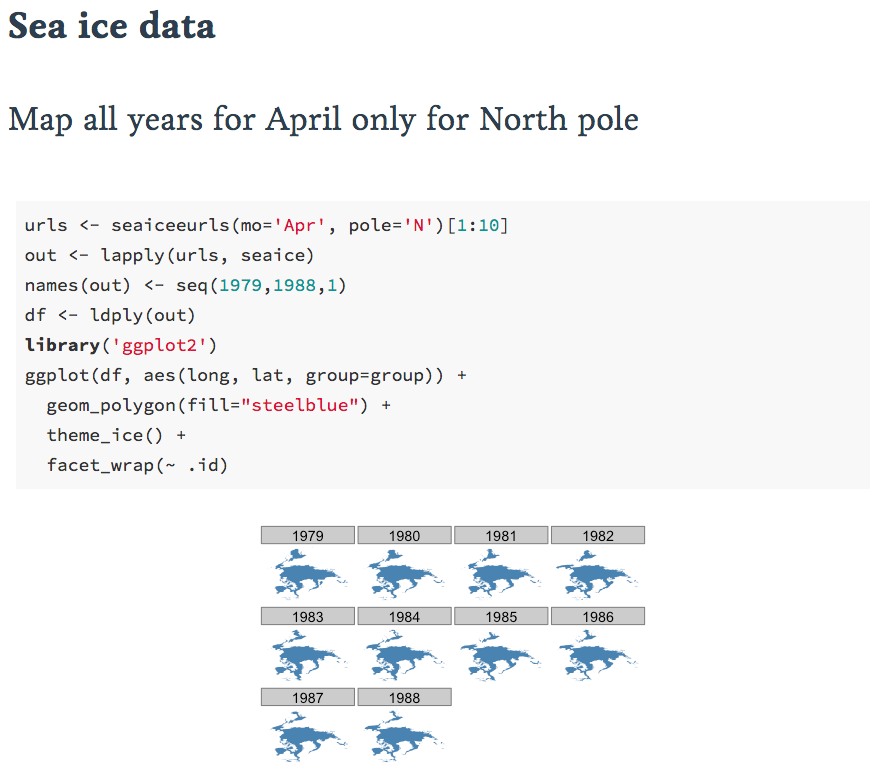 Sea ice data
Map all years for April only for North pole
urls <- seaiceeurls(mo='Apr', pole='N')[1:10]
out <- lapply(urls, seaice)
names(out) <- seq(1979,1988,1)
df <- ldply(out)
library('ggplot2')
ggplot(df, aes(long, lat, group=group)) +
  geom_polygon(fill="steelblue") +
  theme_ice() +
  facet_wrap(~ .id)
1979 1980 1981 1982
1983 1984 1985 1986
1987 1988